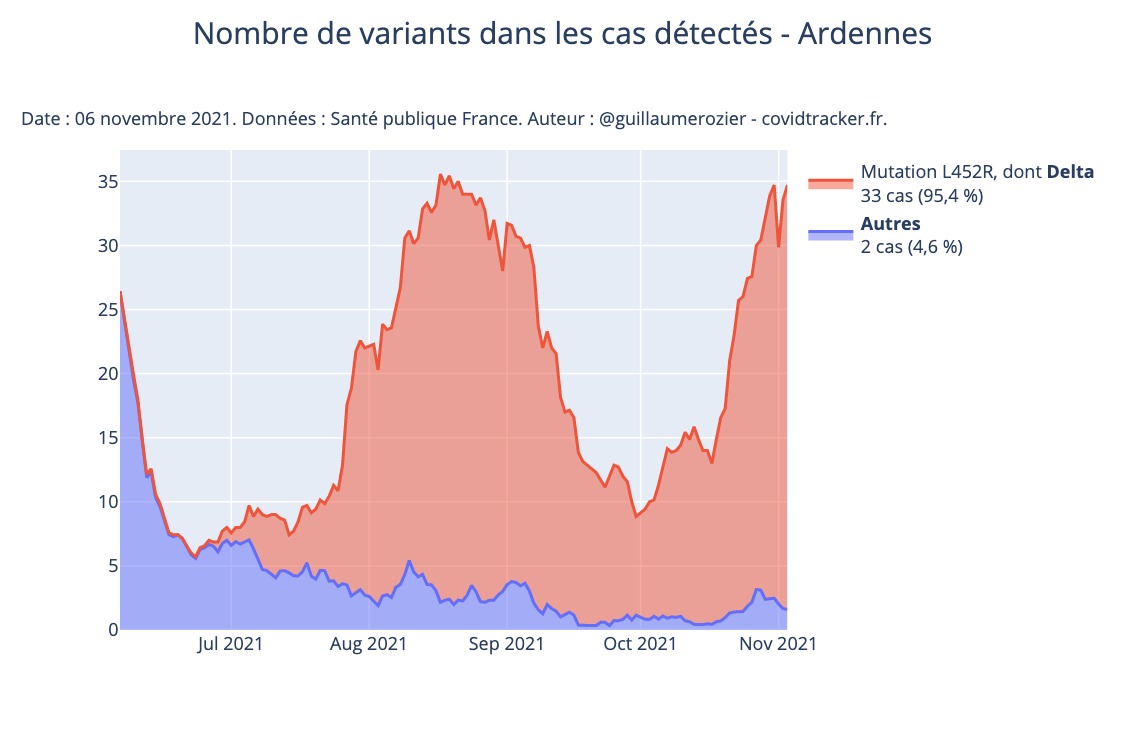 Nombre de variants dans les cas détectés - Ardennes
Date : 06 novembre 2021. Données : Santé publique France. Auteur : @guillaumerozier - covidtracker.fr.
Mutation L452R, dont Delta
33 cas (95,4 %)
Autres
2 cas (4,6 %)
35
30
25
20
15
10
5
0
Jul 2021 Aug 2021 Sep 2021 Oct 2021 Nov 2021